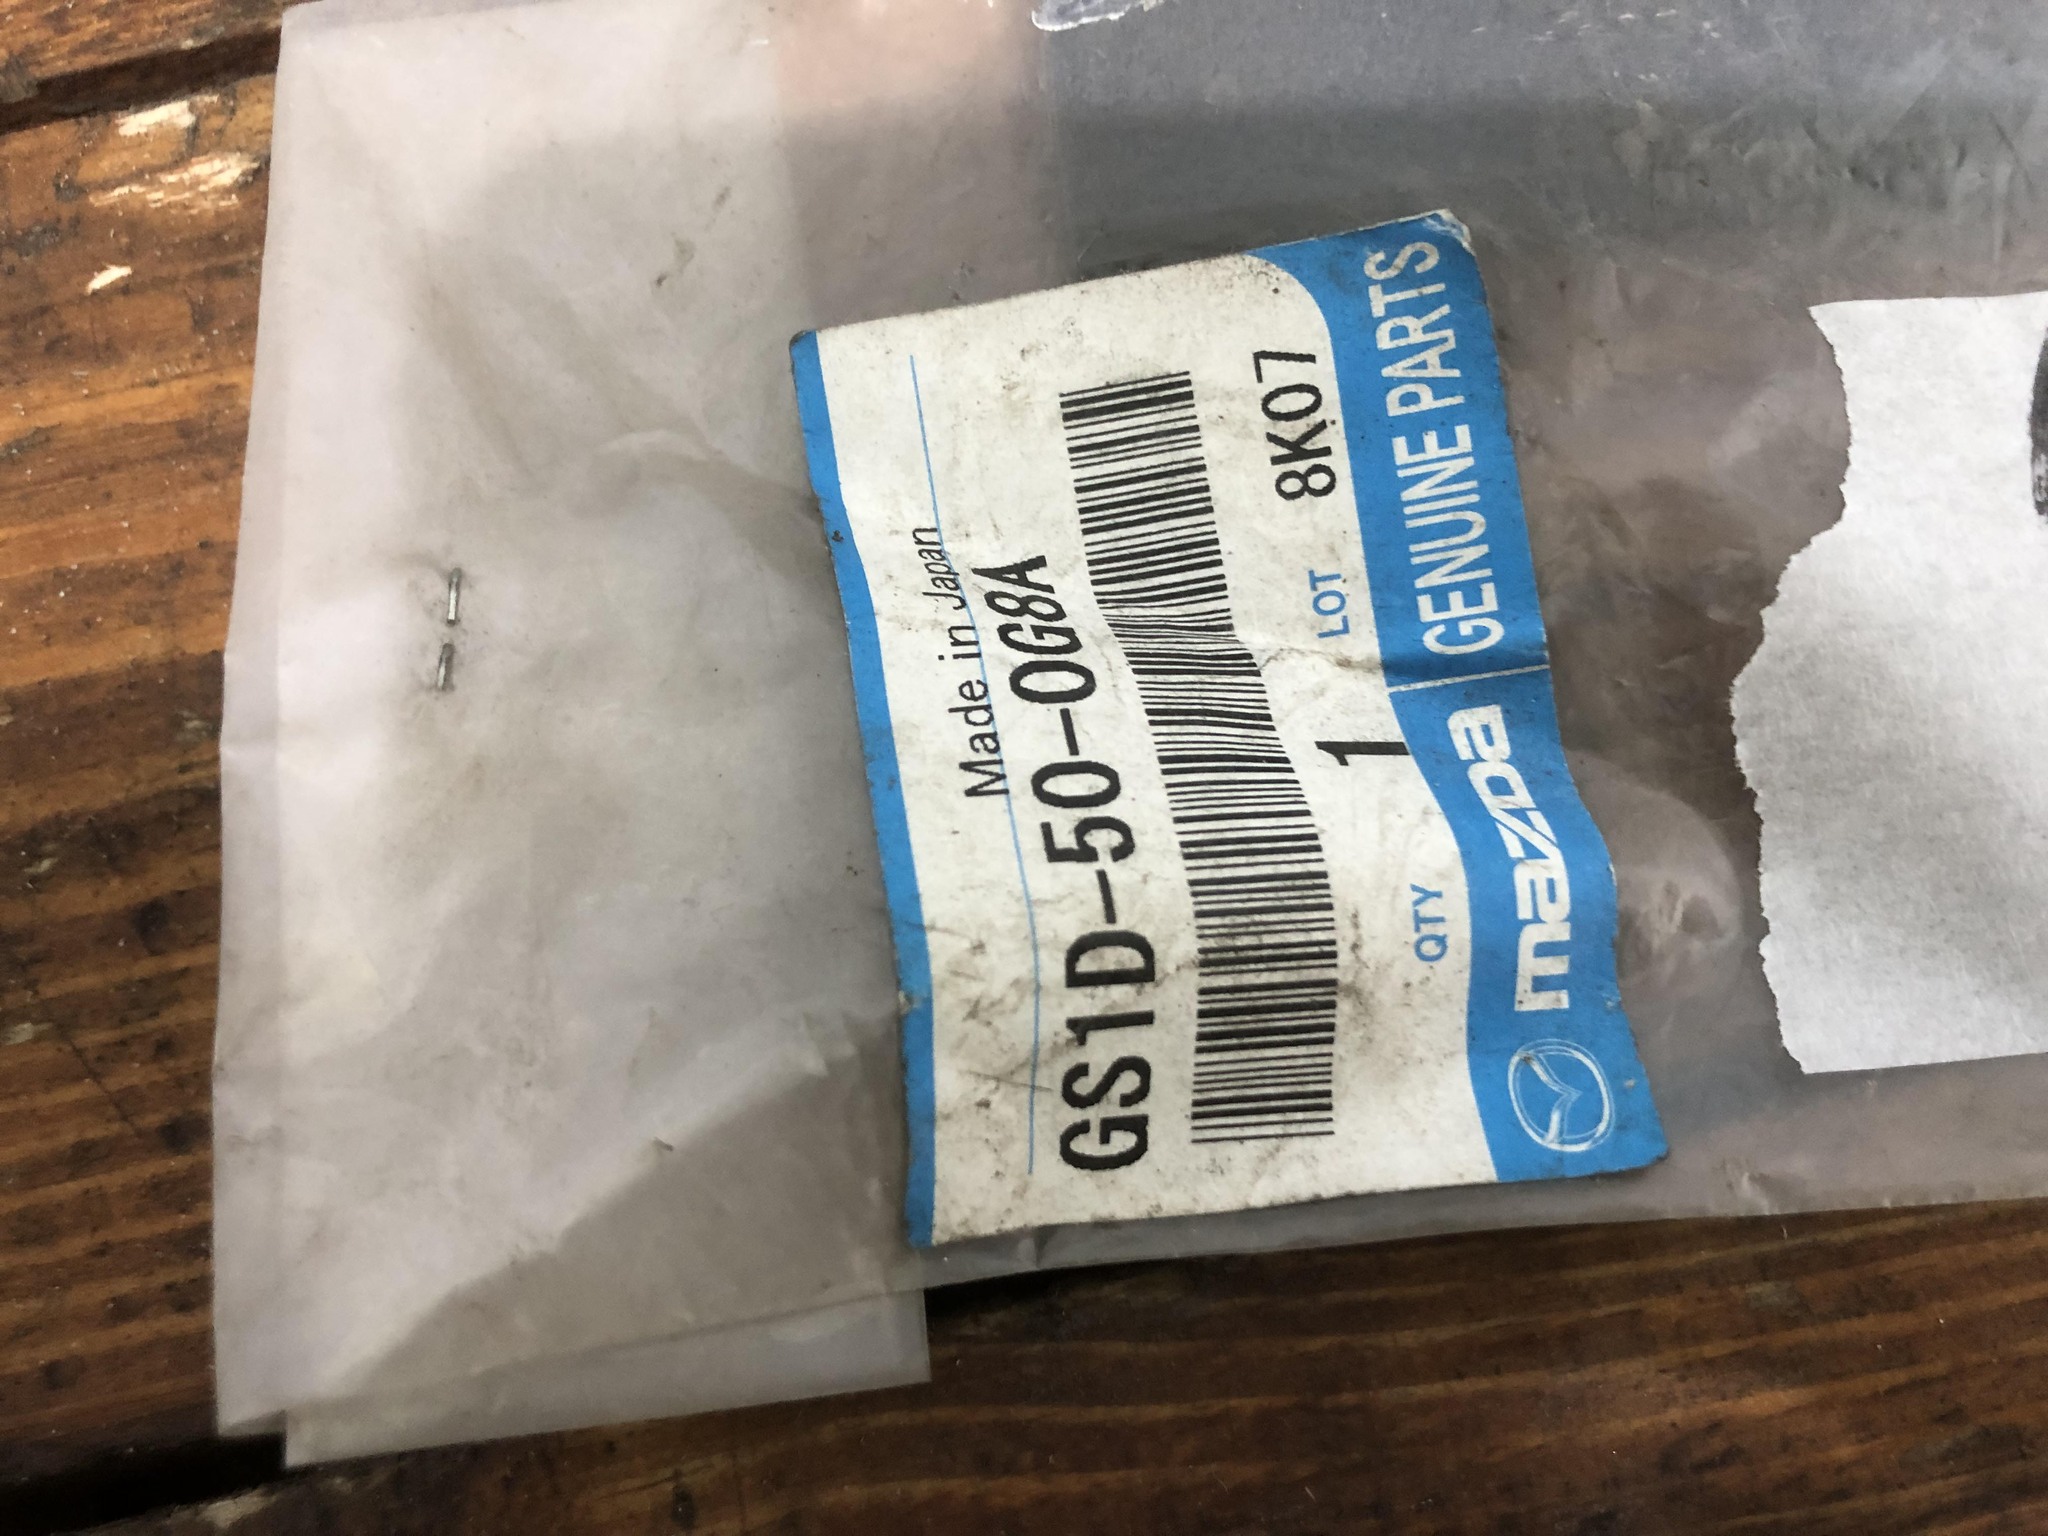 Made in Japan
GS1D-50-0G8A
QTY 1 LOT 8K07
mazda GENUINE PARTS